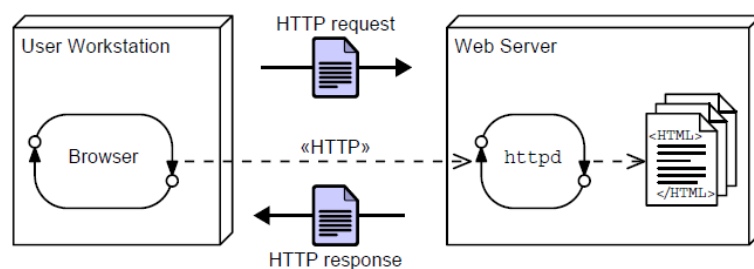 HTTP request
User Workstation
Web Server
Browser
«HTTP»
httpd
<HTML>
</HTML>
HTTP response